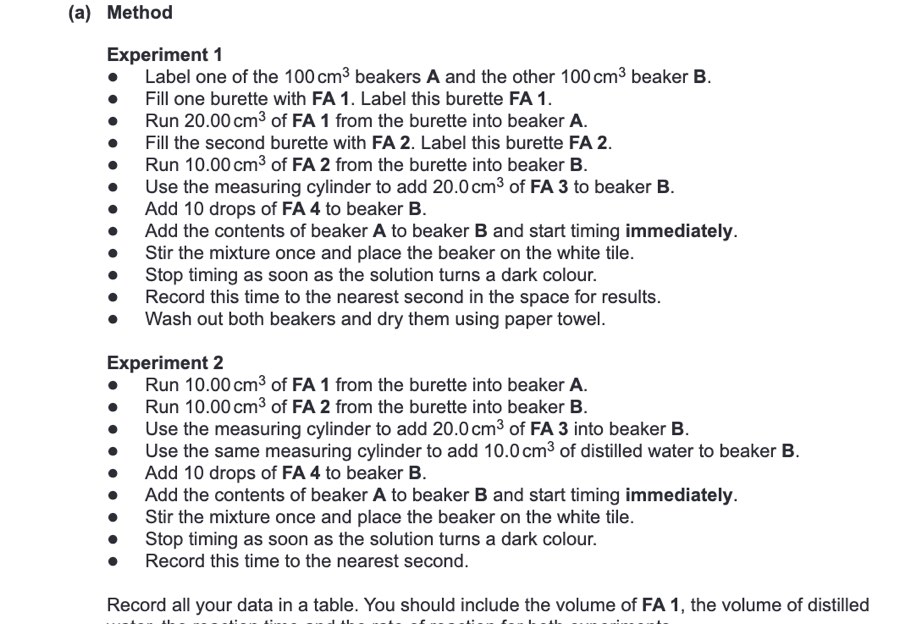 (a) Method
Experiment 1
● Label one of the 100 cm³ beakers A and the other 100 cm³ beaker B.
● Fill one burette with FA 1. Label this burette FA 1.
● Run 20.00 cm³ of FA 1 from the burette into beaker A.
● Fill the second burette with FA 2. Label this burette FA 2.
● Run 10.00 cm³ of FA 2 from the burette into beaker B.
● Use the measuring cylinder to add 20.0 cm³ of FA 3 to beaker B.
● Add 10 drops of FA 4 to beaker B.
● Add the contents of beaker A to beaker B and start timing immediately.
● Stir the mixture once and place the beaker on the white tile.
● Stop timing as soon as the solution turns a dark colour.
● Record this time to the nearest second in the space for results.
● Wash out both beakers and dry them using paper towel.
Experiment 2
● Run 10.00 cm³ of FA 1 from the burette into beaker A.
● Run 10.00 cm³ of FA 2 from the burette into beaker B.
● Use the measuring cylinder to add 20.0 cm³ of FA 3 into beaker B.
● Use the same measuring cylinder to add 10.0 cm³ of distilled water to beaker B.
● Add 10 drops of FA 4 to beaker B.
● Add the contents of beaker A to beaker B and start timing immediately.
● Stir the mixture once and place the beaker on the white tile.
● Stop timing as soon as the solution turns a dark colour.
● Record this time to the nearest second.
Record all your data in a table. You should include the volume of FA 1, the volume of distilled